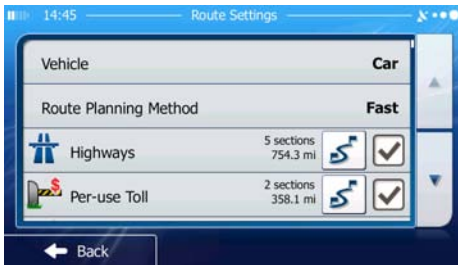 14:45 Route Settings
Vehicle Car
Route Planning Method Fast
Highways 5 sections
754.3 mi
Per-use Toll 2 sections
358.1 mi
Back